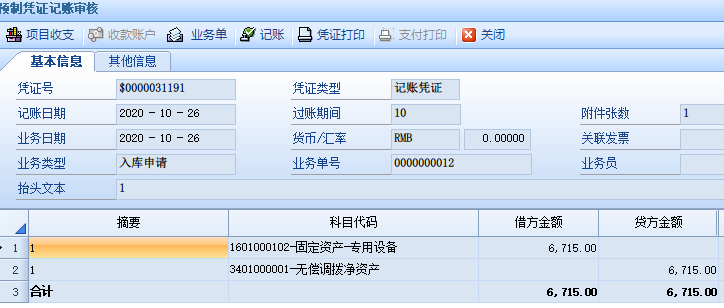 预制凭证记账审核
项目收支 收款账户 业务单 记账 凭证打印 支付打印 关闭
基本信息 其他信息
凭证号 $0000031191 凭证类型 记账凭证
记账日期 2020-10-26 过账期间 10 附件张数 1
业务日期 2020-10-26 货币/汇率 RMB 0.00000 关联发票
业务类型 入库申请 业务单号 0000000012 业务员
抬头文本 1
摘要 科目代码 借方金额 贷方金额
1 1 1601000102-固定资产-专用设备 6,715.00
2 1 3401000001-无偿调拨净资产 6,715.00
3 合计 6,715.00 6,715.00